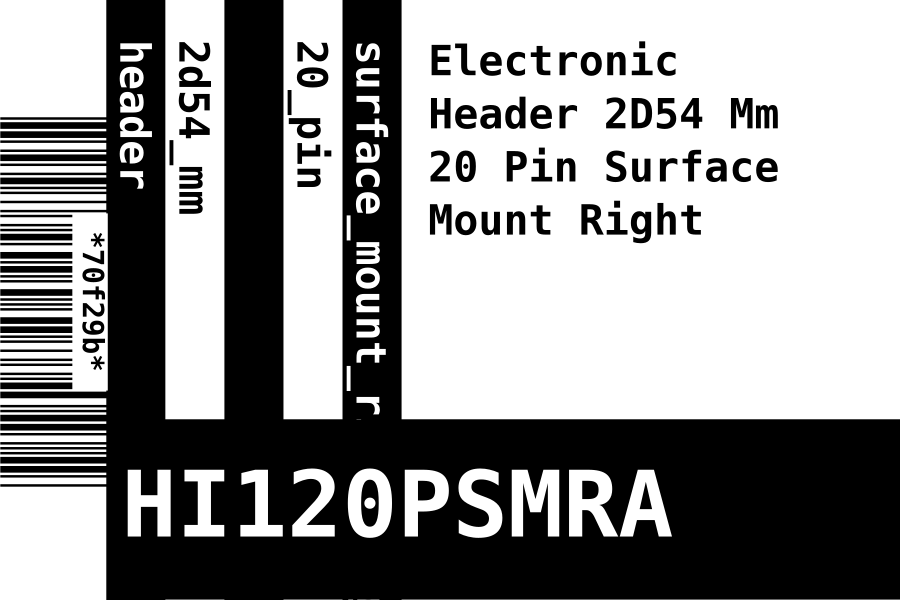 *70f29b*
header
2d54_mm
20_pin
surface_mount_r
Electronic
Header 2D54 Mm
20 Pin Surface
Mount Right
HI120PSMRA